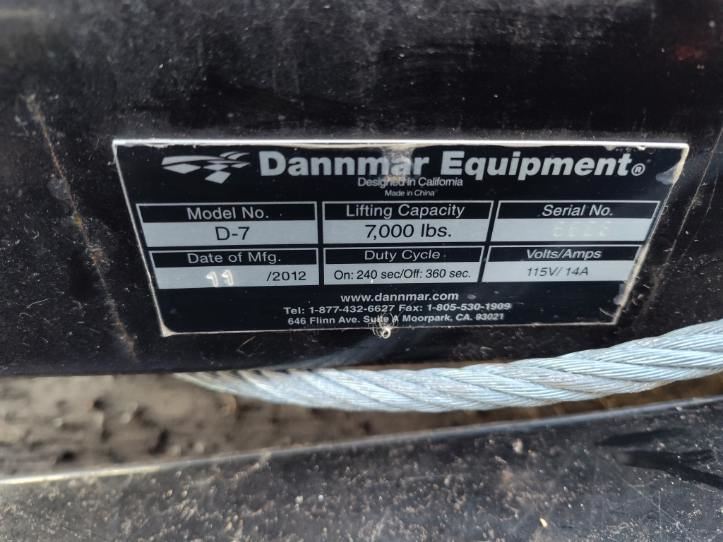 Dannmar Equipment®
Designed in California
Made in China
Model No.
Lifting Capacity
Serial No.
D-7
7,000 lbs.
Date of Mfg.
Duty Cycle
Volts/Amps
11 /2012
On: 240 sec/Off: 360 sec.
115V/ 14A
www.dannmar.com
Tel: 1-877-432-6627 Fax: 1-805-530-1909
646 Flinn Ave. Suite A Moorpark, CA. 93021